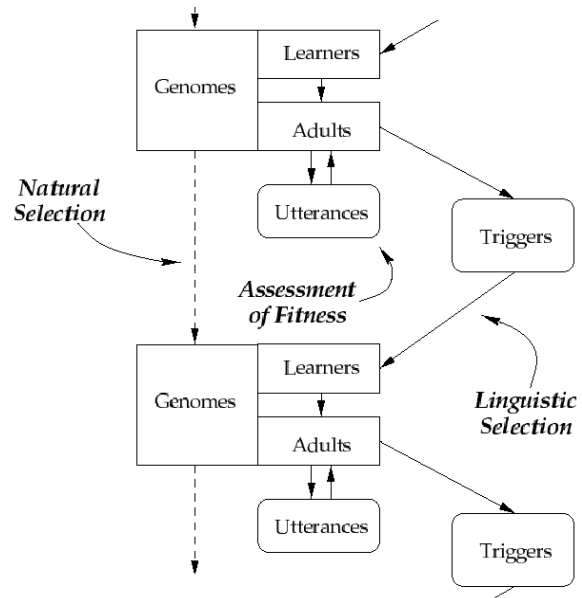 Learners
Genomes
Adults
Natural
Selection
Utterances
Triggers
Assessment
of Fitness
Learners
Genomes
Linguistic
Selection
Adults
Utterances
Triggers